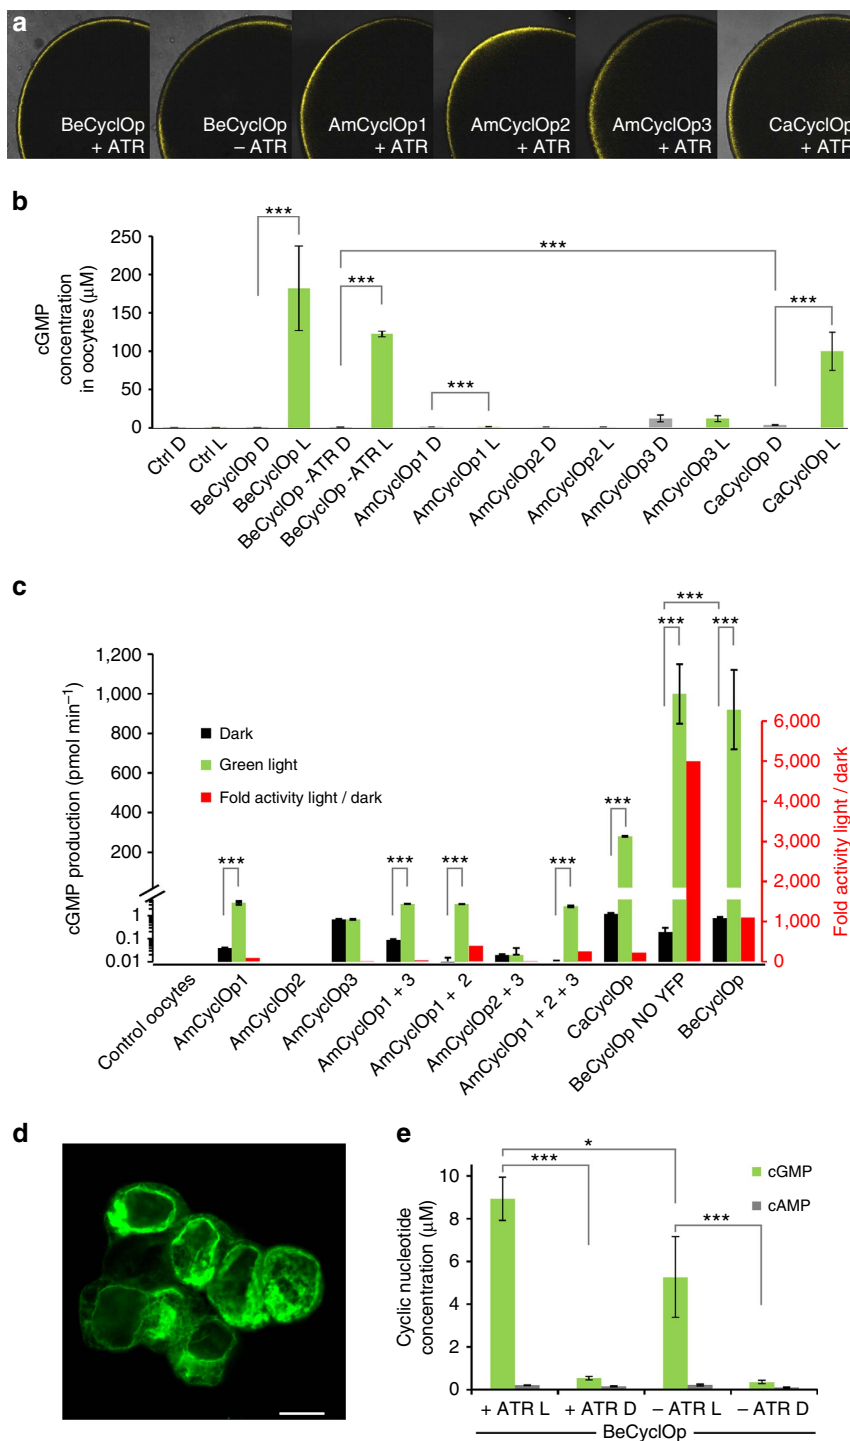 a
BeCyclOp + ATR
BeCyclOp – ATR
AmCyclOp1 + ATR
AmCyclOp2 + ATR
AmCyclOp3 + ATR
CaCyclOp + ATR
b
cGMP
concentration
in oocytes (µM)
250
200
150
100
50
0
***
***
***
***
***
Ctrl D
Ctrl L
BeCyclOp D
BeCyclOp L
BeCyclOp -ATR D
BeCyclOp -ATR L
AmCyclOp1 D
AmCyclOp1 L
AmCyclOp2 D
AmCyclOp2 L
AmCyclOp3 D
AmCyclOp3 L
CaCyclOp D
CaCyclOp L
c
cGMP production (pmol min–1)
1,200
1,000
800
600
400
200
1
0.1
0.01
Dark
Green light
Fold activity light / dark
***
***
***
***
***
***
***
***
6,000
5,000
4,000
3,000
2,000
1,000
0
Fold activity light / dark
Control oocytes
AmCyclOp1
AmCyclOp2
AmCyclOp3
AmCyclOp1 + 3
AmCyclOp1 + 2
AmCyclOp2 + 3
AmCyclOp1 + 2 + 3
CaCyclOp
BeCyclOp NO YFP
BeCyclOp
d
e
Cyclic nucleotide
concentration (µM)
10
8
6
4
2
0
*
***
***
cGMP
cAMP
+ ATR L
+ ATR D
– ATR L
– ATR D
BeCyclOp